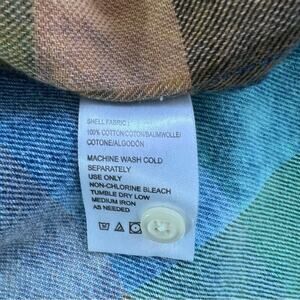 SHELL FABRIC:
100% COTTON/COTON/BAUMWOLLE/
COTONE/ALGODÓN
MACHINE WASH COLD
SEPARATELY
USE ONLY
NON-CHLORINE BLEACH
TUMBLE DRY LOW
MEDIUM IRON
AS NEEDED